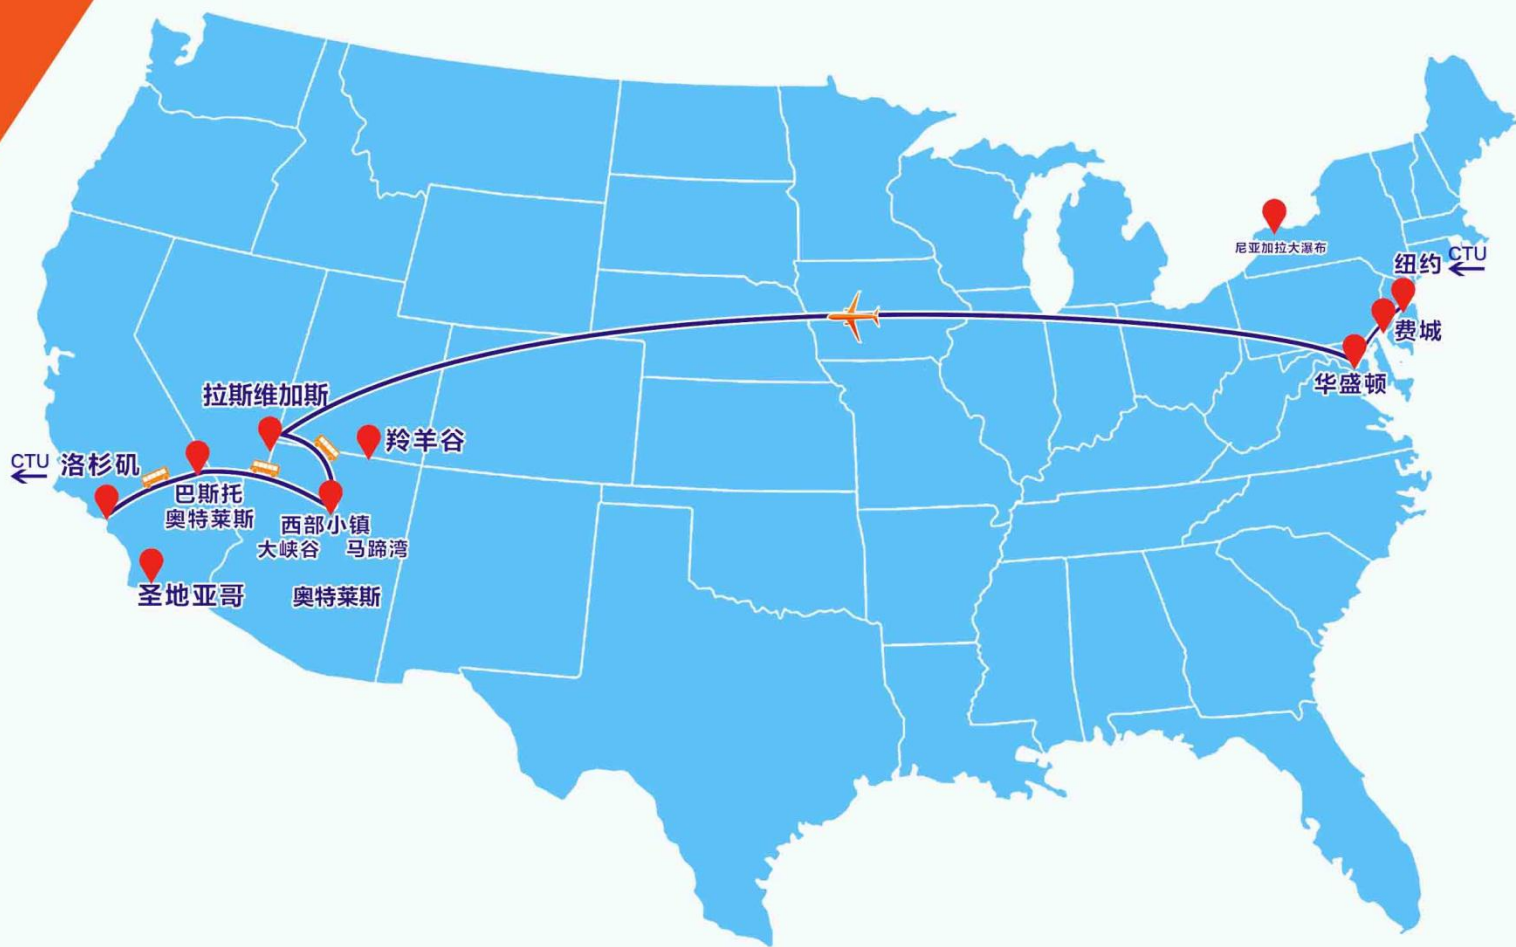 尼亚加拉大瀑布
纽约
CTU
费城
华盛顿
拉斯维加斯
羚羊谷
CTU
洛杉矶
巴斯托
奥特莱斯
西部小镇
大峡谷
马蹄湾
圣地亚哥
奥特莱斯